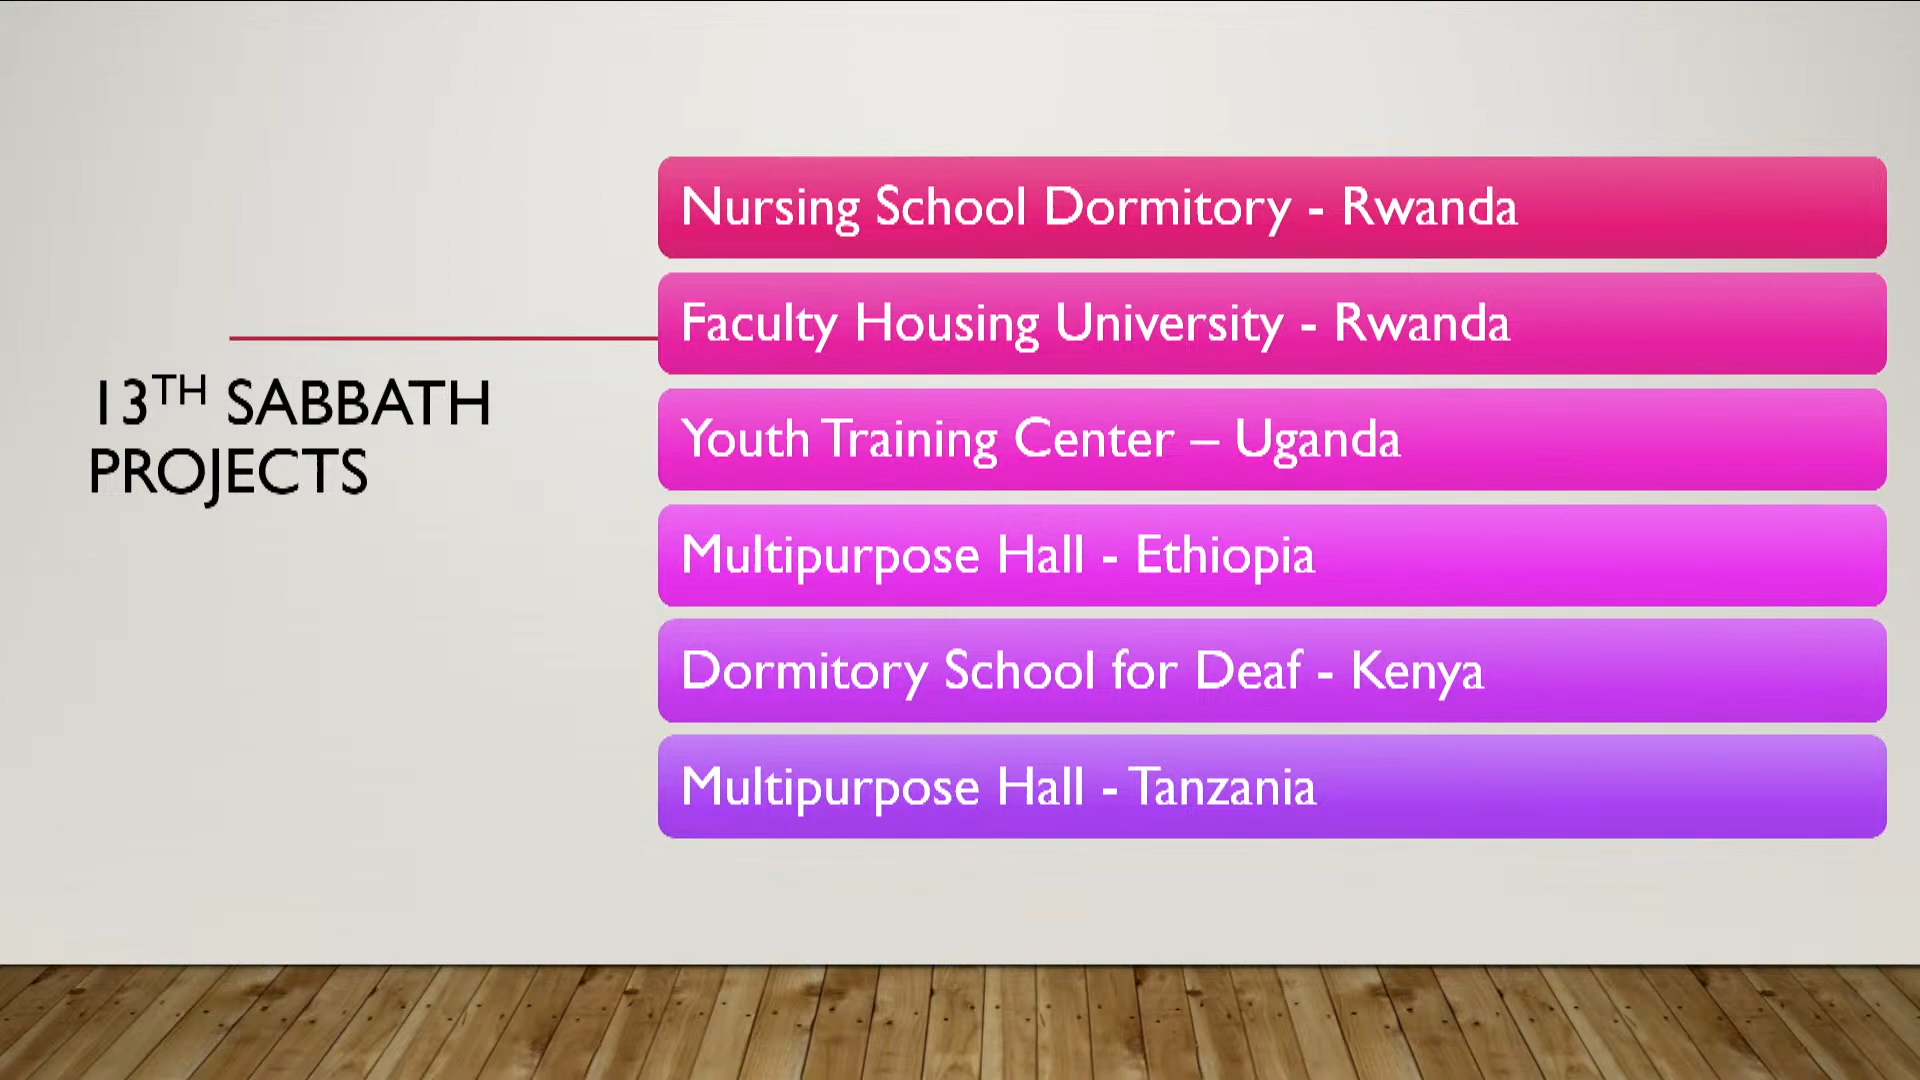 13TH SABBATH
PROJECTS
Nursing School Dormitory - Rwanda
Faculty Housing University - Rwanda
Youth Training Center – Uganda
Multipurpose Hall - Ethiopia
Dormitory School for Deaf - Kenya
Multipurpose Hall - Tanzania